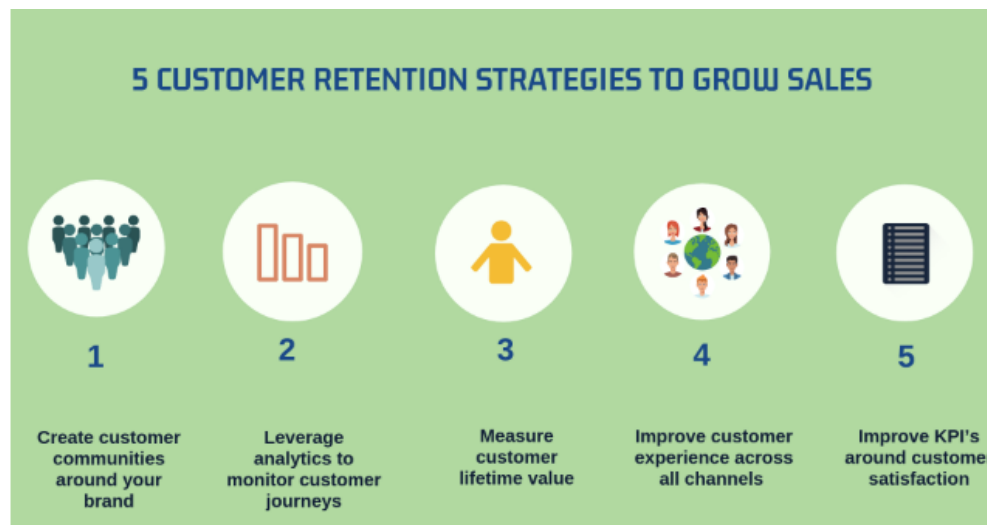 5 CUSTOMER RETENTION STRATEGIES TO GROW SALES
1
2
3
4
5
Create customer
communities
around your
brand
Leverage
analytics to
monitor customer
journeys
Measure
customer
lifetime value
Improve customer
experience across
all channels
Improve KPI's
around custome
satisfaction